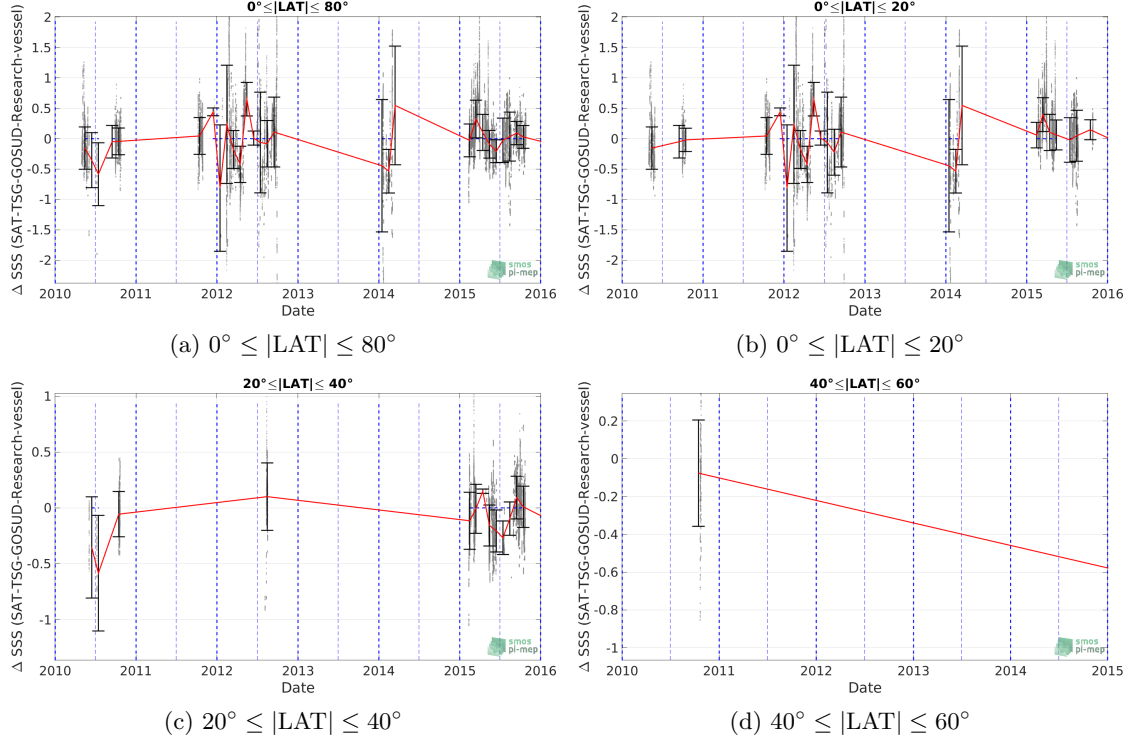 0°≤|LAT|≤ 80°
Δ SSS (SAT-TSG-GOSUD-Research-vessel)
2
1.5
1
0.5
0
-0.5
-1
-1.5
-2
2010 2011 2012 2013 2014 2015 2016
Date
smos
pi-mep
(a) 0° ≤ |LAT| ≤ 80°
0°≤|LAT|≤ 20°
Δ SSS (SAT-TSG-GOSUD-Research-vessel)
2
1.5
1
0.5
0
-0.5
-1
-1.5
-2
2010 2011 2012 2013 2014 2015 2016
Date
smos
pi-mep
(b) 0° ≤ |LAT| ≤ 20°
20°≤|LAT|≤ 40°
Δ SSS (SAT-TSG-GOSUD-Research-vessel)
1
0.5
0
-0.5
-1
2010 2011 2012 2013 2014 2015 2016
Date
smos
pi-mep
(c) 20° ≤ |LAT| ≤ 40°
40°≤|LAT|≤ 60°
Δ SSS (SAT-TSG-GOSUD-Research-vessel)
0.2
0
-0.2
-0.4
-0.6
-0.8
-1
2010 2011 2012 2013 2014 2015
Date
smos
pi-mep
(d) 40° ≤ |LAT| ≤ 60°